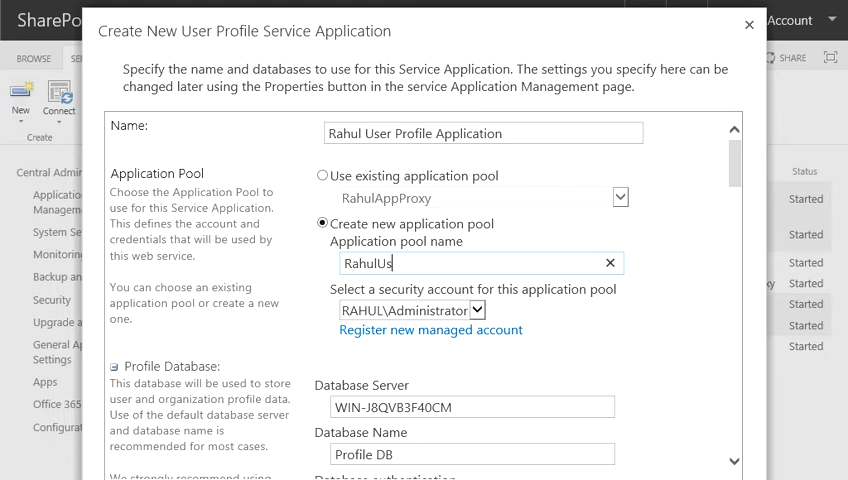 SharePo
Account
Create New User Profile Service Application
×
BROWSE
SHARE
Specify the name and databases to use for this Service Application. The settings you specify here can be
changed later using the Properties button in the service Application Management page.
New
Connect
Create
Name:
Rahul User Profile Application
Central Admin
Status
Application Pool
Use existing application pool
Choose the Application Pool to
use for this Service Application.
This defines the account and
credentials that will be used by
this web service.
RahulAppProxy
Create new application pool
Application pool name
RahulUs
You can choose an existing
application pool or create a new
one.
Select a security account for this application pool
RAHUL\Administrator
Register new managed account
Application
Managem
System Se
Monitorin
Backup an
Security
Upgrade a
General Ap
Settings
Apps
Office 365
Configurat
Started
Started
Started
xy Started
Started
Started
Started
Profile Database:
This database will be used to store
user and organization profile data.
Use of the default database server
and database name is
recommended for most cases.
We strongly recommend using
Database Server
WIN-J8QVB3F40CM
Database Name
Profile DB